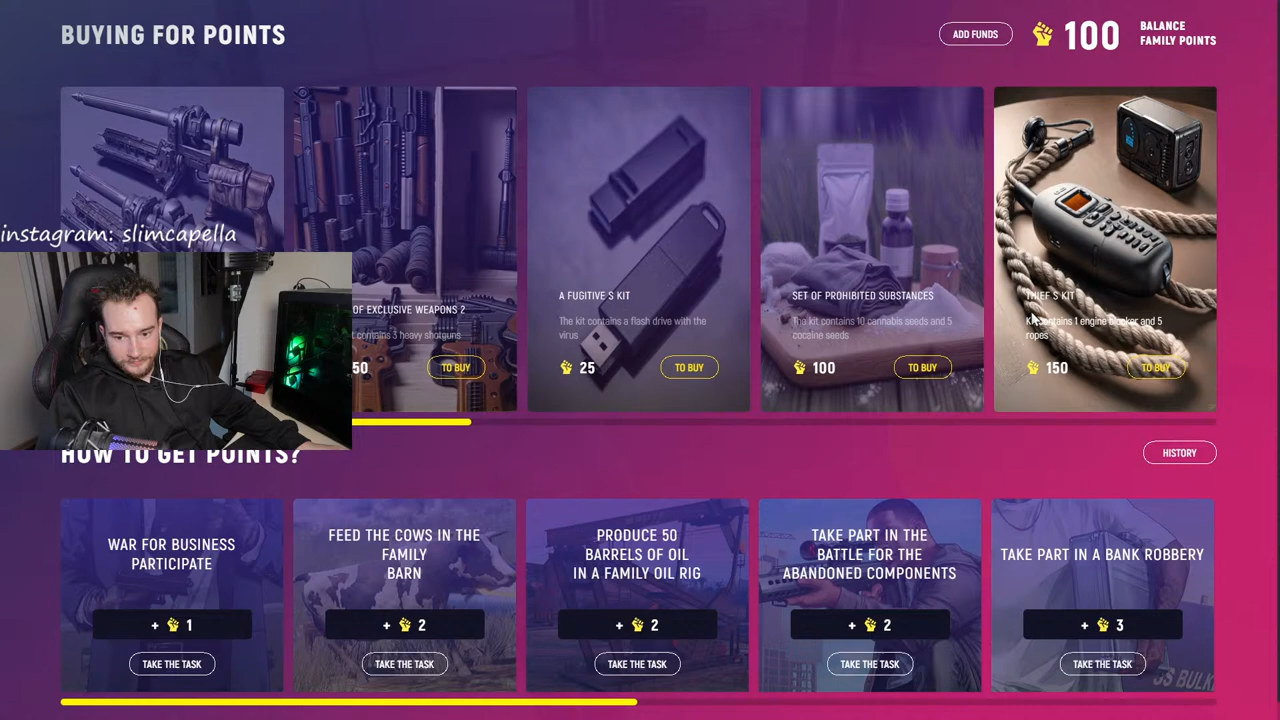 BUYING FOR POINTS
ADD FUNDS
100
BALANCE
FAMILY POINTS
instagram: slimcapella
OF EXCLUSIVE WEAPONS 2
contains 3 heavy shotguns
50
TO BUY
A FUGITIVE S KIT
The kit contains a flash drive with the
virus
25
TO BUY
SET OF PROHIBITED SUBSTANCES
The kit contains 10 cannabis seeds and 5
cocaine seeds
100
TO BUY
THIEF S KIT
Kit contains 1 engine blocker and 5
ropes
150
TO BUY
HOW TO GET POINTS?
HISTORY
WAR FOR BUSINESS
PARTICIPATE
+ 1
TAKE THE TASK
FEED THE COWS IN THE
FAMILY
BARN
+ 2
TAKE THE TASK
PRODUCE 50
BARRELS OF OIL
IN A FAMILY OIL RIG
+ 2
TAKE THE TASK
TAKE PART IN THE
BATTLE FOR THE
ABANDONED COMPONENTS
+ 2
TAKE THE TASK
TAKE PART IN A BANK ROBBERY
+ 3
TAKE THE TASK